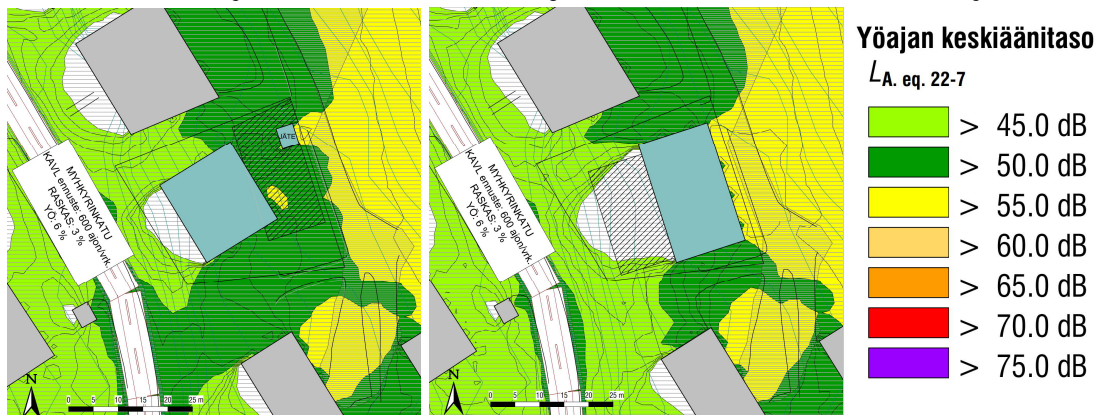 JÄTE
MYHKYRINKATU
KAVL ennuste: 600 ajon/vrk.
RASKAS: 3 %
YÖ: 6 %
N
0 5 10 15 20 25 m
MYHKYRINKATU
KAVL ennuste: 600 ajon/vrk.
RASKAS: 3 %
YÖ: 6 %
N
0 5 10 15 20 25 m
Yöajan keskiäänitaso
LA. eq. 22-7
> 45.0 dB
> 50.0 dB
> 55.0 dB
> 60.0 dB
> 65.0 dB
> 70.0 dB
> 75.0 dB